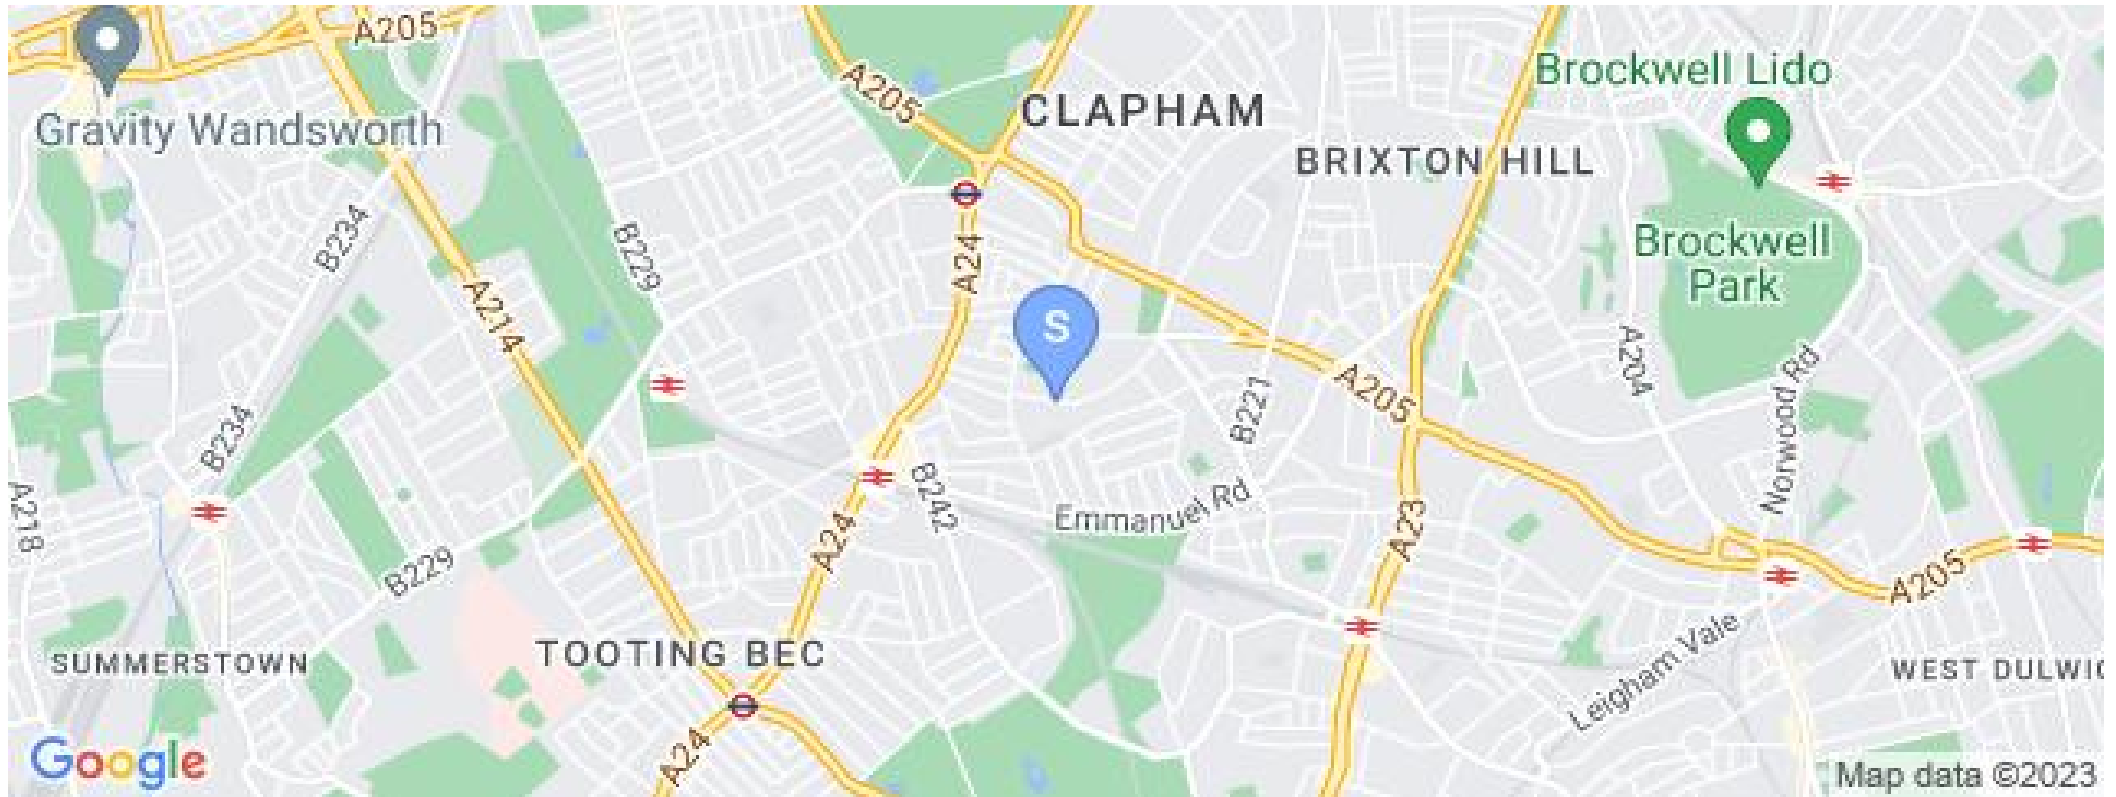 A205
Gravity Wandsworth
A205
CLAPHAM
Brockwell Lido
BRIXTON HILL
B234
B229
A24
Brockwell
Park
A214
S
A204
Norwood Rd
A205
B221
B234
A218
B242
Emmanuel Rd
A24
A23
B229
A205
SUMMERSTOWN
TOOTING BEC
Leigham Vale
WEST DULWIC
A24
Google
Map data ©2023